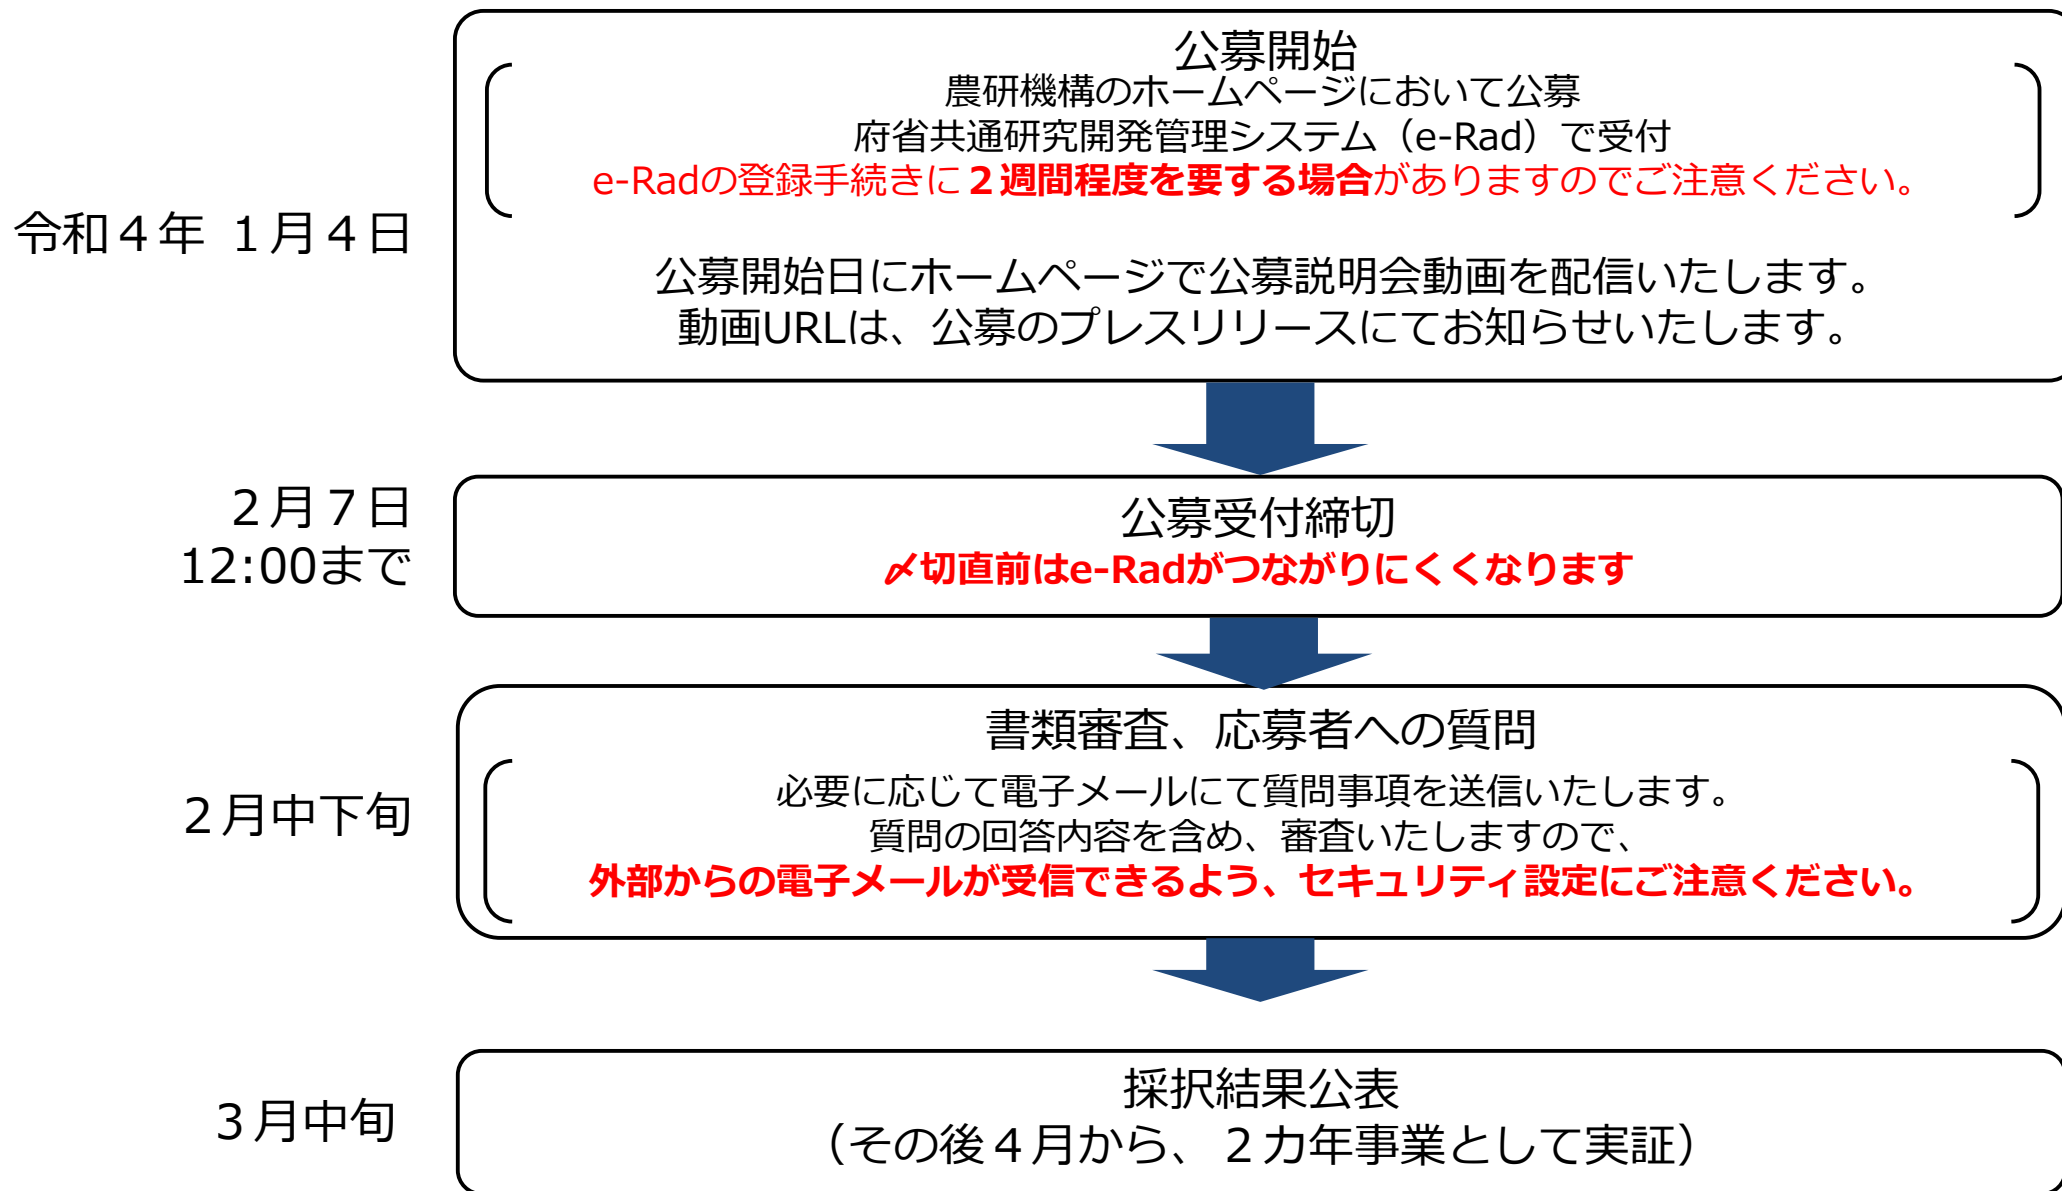 公募開始
農研機構のホームページにおいて公募
府省共通研究開発管理システム（e-Rad）で受付
e-Radの登録手続きに２週間程度を要する場合がありますのでご注意ください。
令和４年 １月４日
公募開始日にホームページで公募説明会動画を配信いたします。
動画URLは、公募のプレスリリースにてお知らせいたします。
２月７日
12:00まで
公募受付締切
〆切直前はe-Radがつながりにくくなります
書類審査、応募者への質問
２月中下旬
必要に応じて電子メールにて質問事項を送信いたします。
質問の回答内容を含め、審査いたしますので、
外部からの電子メールが受信できるよう、セキュリティ設定にご注意ください。
３月中旬
採択結果公表
（その後４月から、２カ年事業として実証）